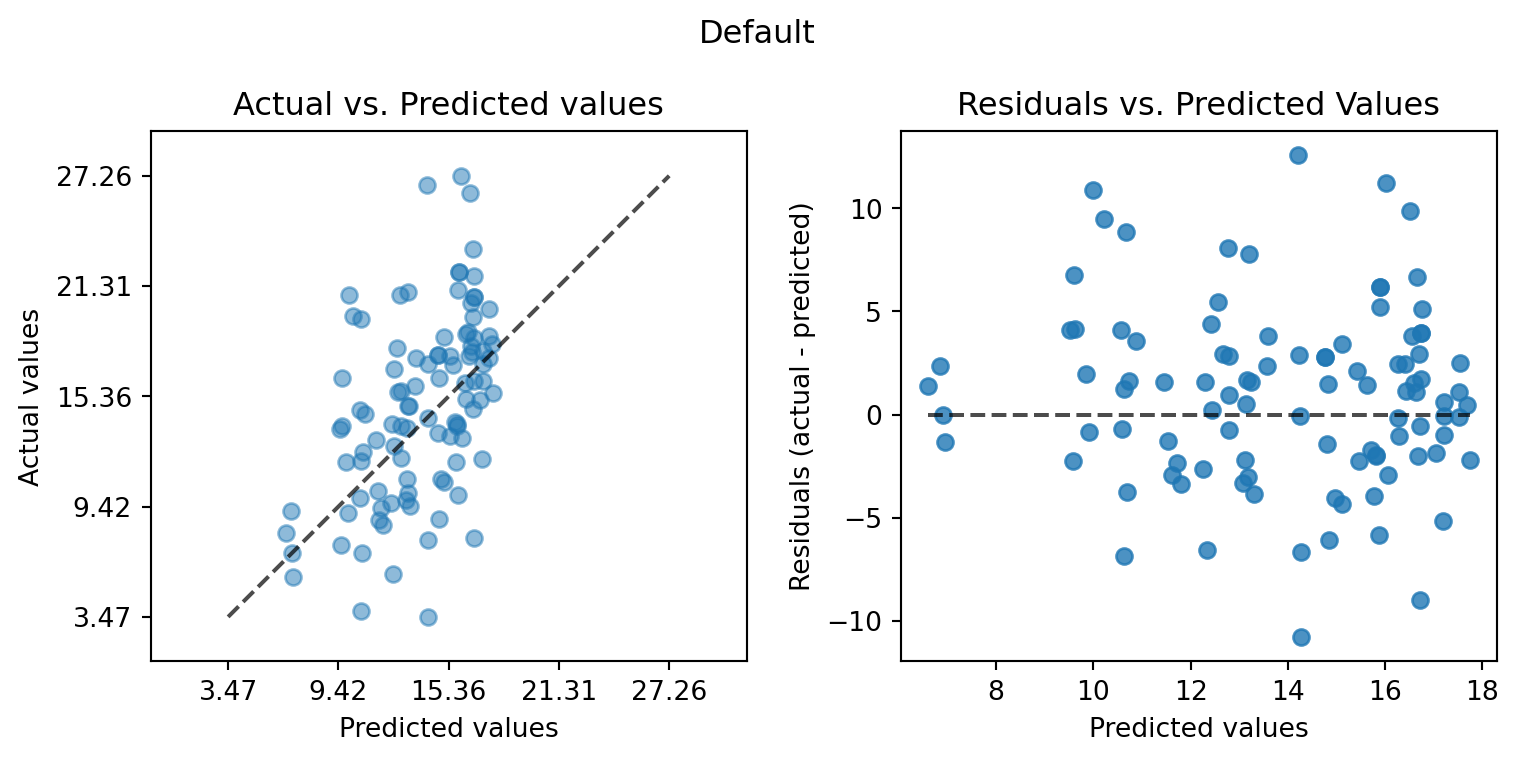 Default
Actual vs. Predicted values
Actual values
27.26
21.31
15.36
9.42
3.47
3.47 9.42 15.36 21.31 27.26
Predicted values
Residuals vs. Predicted Values
Residuals (actual - predicted)
10
5
0
−5
−10
8 10 12 14 16 18
Predicted values